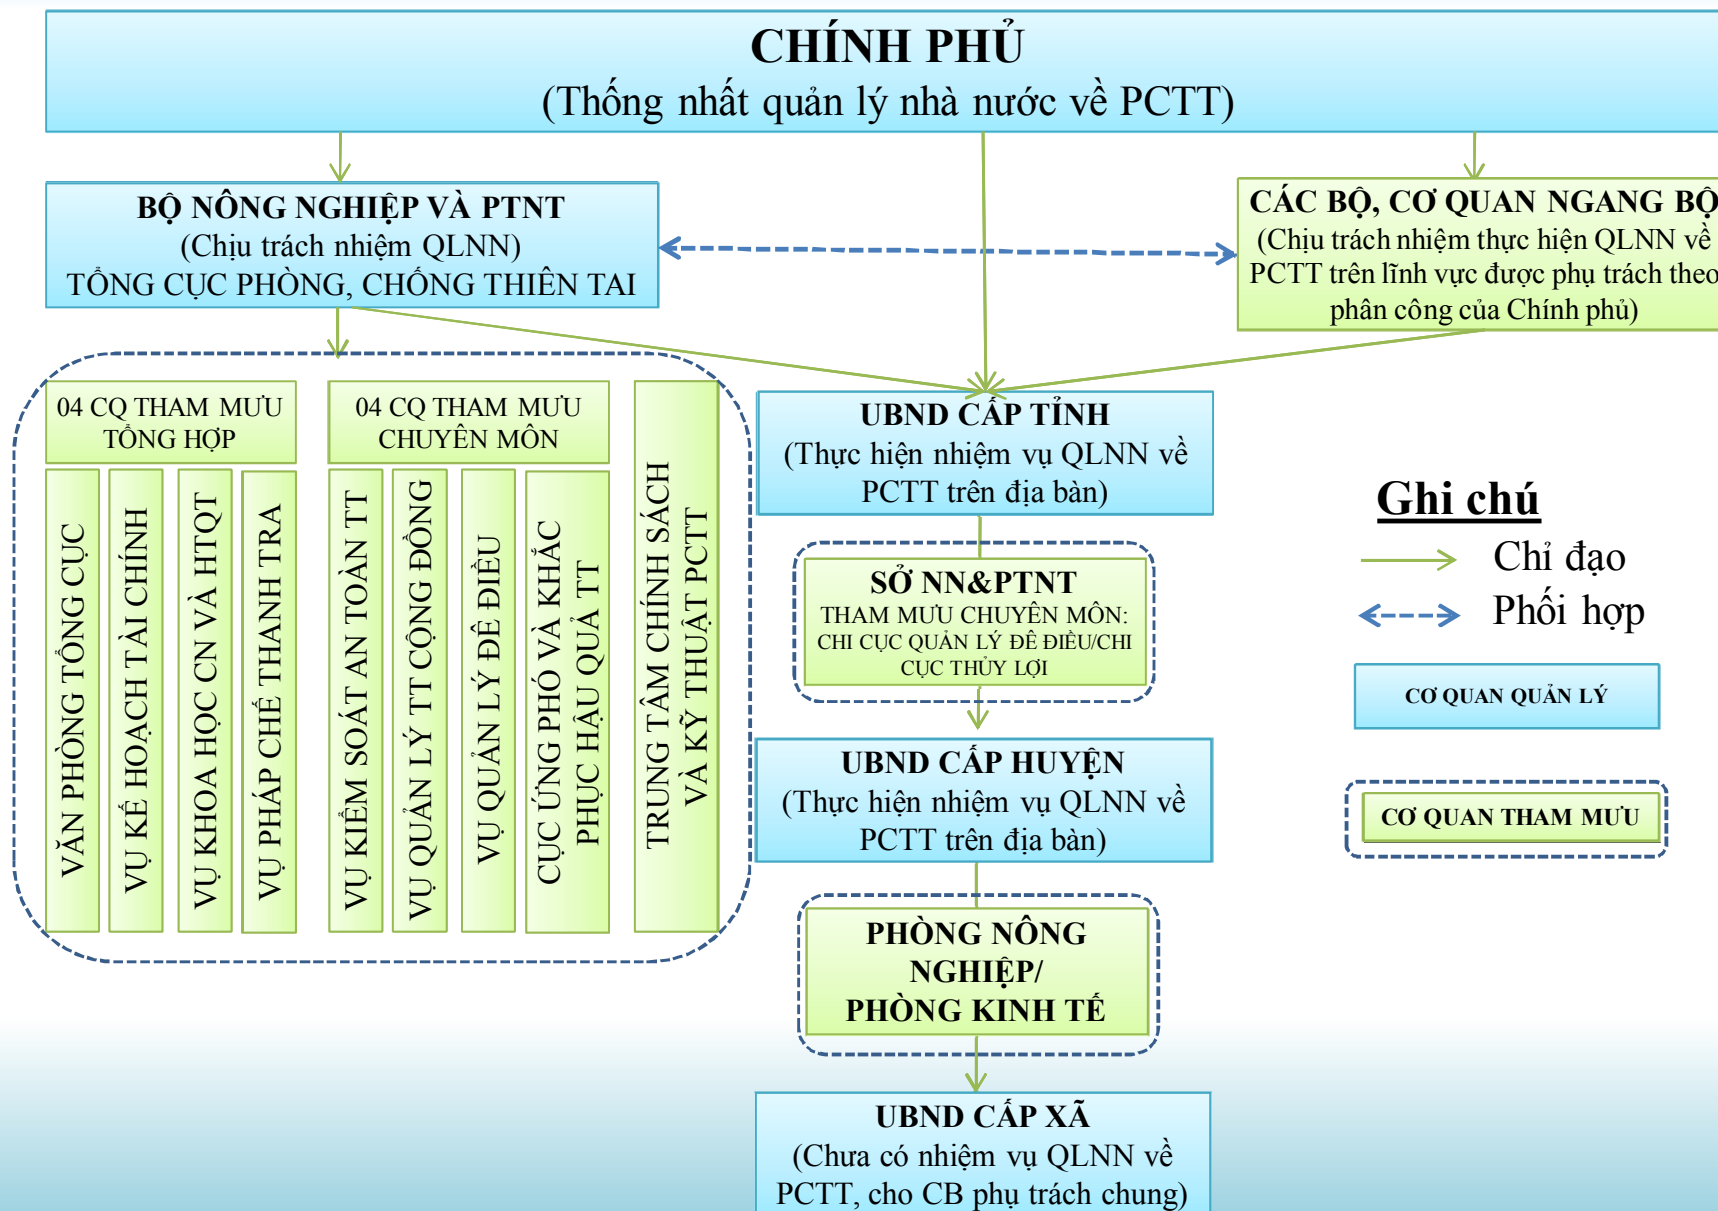 CHÍNH PHỦ
(Thống nhất quản lý nhà nước về PCTT)
BỘ NÔNG NGHIỆP VÀ PTNT
(Chịu trách nhiệm QLNN)
TỔNG CỤC PHÒNG, CHỐNG THIÊN TAI
CÁC BỘ, CƠ QUAN NGANG BỘ
(Chịu trách nhiệm thực hiện QLNN về
PCTT trên lĩnh vực được phụ trách theo
phân công của Chính phủ)
04 CQ THAM MƯU
TỔNG HỢP
04 CQ THAM MƯU
CHUYÊN MÔN
VĂN PHÒNG TỔNG CỤC
VỤ KẾ HOẠCH TÀI CHÍNH
VỤ KHOA HỌC CN VÀ HTQT
VỤ PHÁP CHẾ THANH TRA
VỤ KIỂM SOÁT AN TOÀN TT
VỤ QUẢN LÝ TT CỘNG ĐỒNG
VỤ QUẢN LÝ ĐÊ ĐIỀU
CỤC ỨNG PHÓ VÀ KHẮC
PHỤC HẬU QUẢ TT
TRUNG TÂM CHÍNH SÁCH
VÀ KỸ THUẬT PCTT
UBND CẤP TỈNH
(Thực hiện nhiệm vụ QLNN về
PCTT trên địa bàn)
SỞ NN&PTNT
THAM MƯU CHUYÊN MÔN:
CHI CỤC QUẢN LÝ ĐÊ ĐIỀU/CHI
CỤC THỦY LỢI
UBND CẤP HUYỆN
(Thực hiện nhiệm vụ QLNN về
PCTT trên địa bàn)
PHÒNG NÔNG
NGHIỆP/
PHÒNG KINH TẾ
UBND CẤP XÃ
(Chưa có nhiệm vụ QLNN về
PCTT, cho CB phụ trách chung)
Ghi chú
Chỉ đạo
Phối hợp
CƠ QUAN QUẢN LÝ
CƠ QUAN THAM MƯU